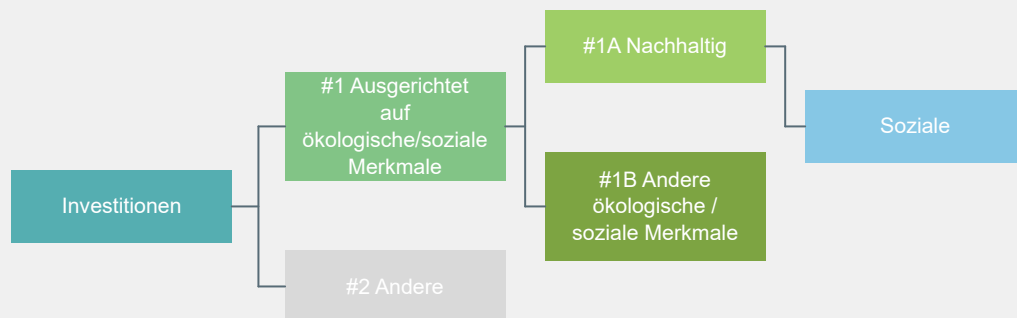 Investitionen
#1 Ausgerichtet
auf
ökologische/soziale
Merkmale
#2 Andere
#1A Nachhaltig
#1B Andere
ökologische /
soziale Merkmale
Soziale